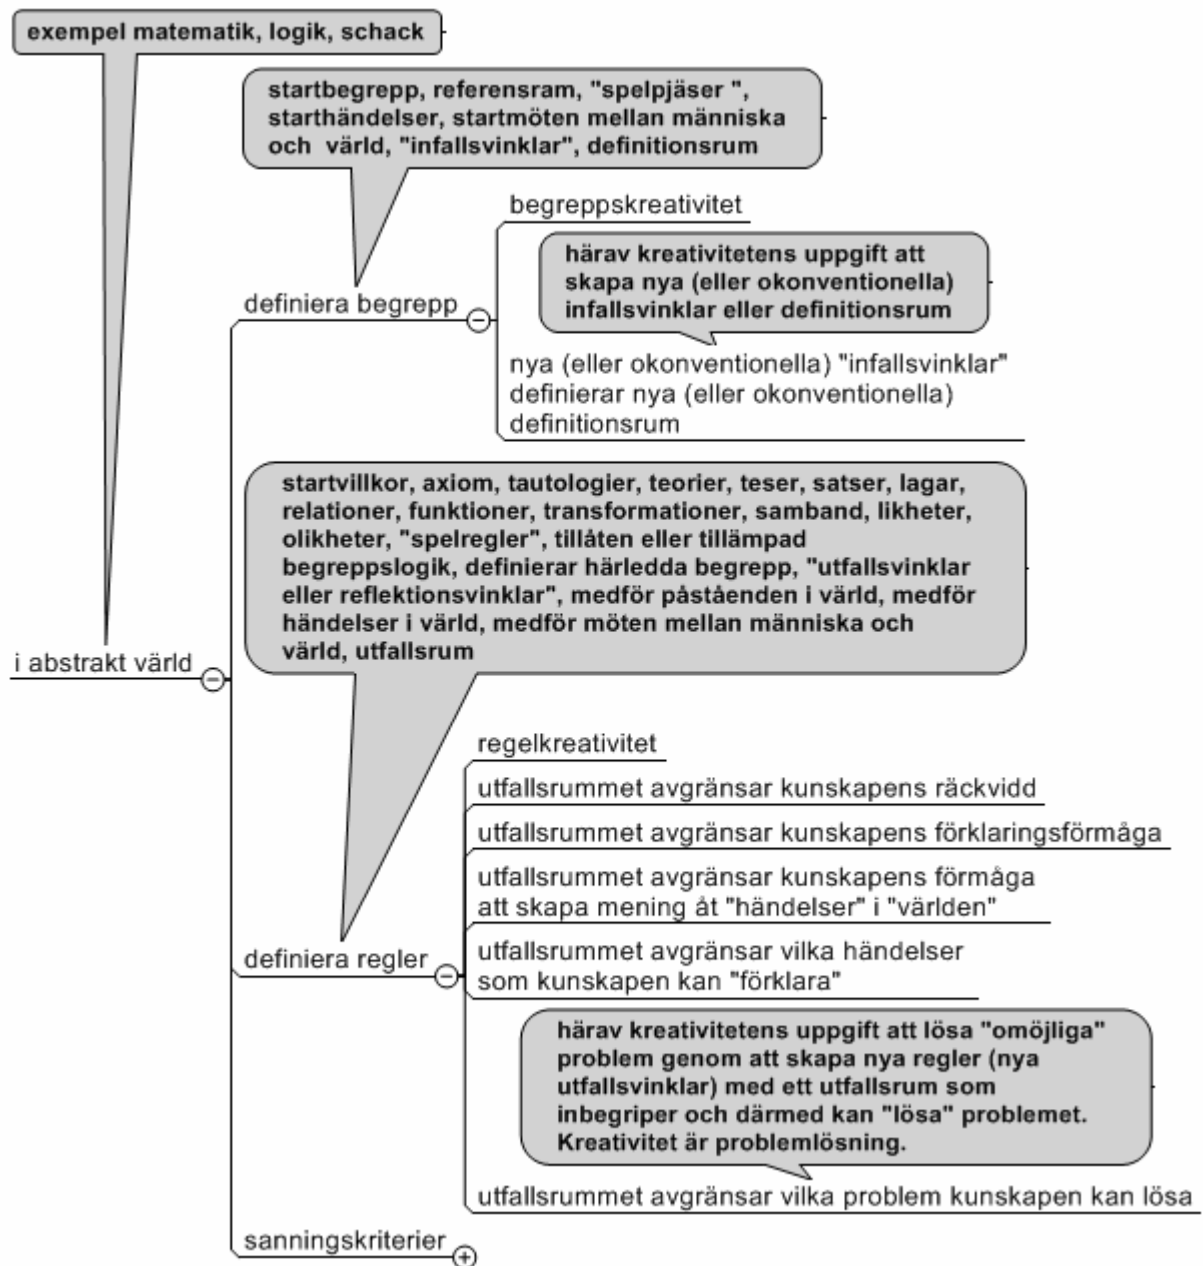 exempel matematik, logik, schack
startbegrepp, referensram, "spelpjäser ",
starthändelser, startmöten mellan människa
och värld, "infallsvinklar", definitionsrum
begreppskreativitet
härav kreativitetens uppgift att
skapa nya (eller okonventionella)
infallsvinklar eller definitionsrum
definiera begrepp
nya (eller okonventionella) "infallsvinklar"
definierar nya (eller okonventionella)
definitionsrum
startvillkor, axiom, tautologier, teorier, teser, satser, lagar,
relationer, funktioner, transformationer, samband, likheter,
olikheter, "spelregler", tillåten eller tillämpad
begreppslogik, definierar härledda begrepp, "utfallsvinklar
eller reflektionsvinklar", medför påståenden i värld, medför
händelser i värld, medför möten mellan människa och
värld, utfallsrum
i abstrakt värld
regelkreativitet
utfallsrummet avgränsar kunskapens räckvidd
utfallsrummet avgränsar kunskapens förklaringsförmåga
utfallsrummet avgränsar kunskapens förmåga
att skapa mening åt "händelser" i "världen"
definiera regler
utfallsrummet avgränsar vilka händelser
som kunskapen kan "förklara"
härav kreativitetens uppgift att lösa "omöjliga"
problem genom att skapa nya regler (nya
utfallsvinklar) med ett utfallsrum som
inbegriper och därmed kan "lösa" problemet.
Kreativitet är problemlösning.
utfallsrummet avgränsar vilka problem kunskapen kan lösa
sanningskriterier